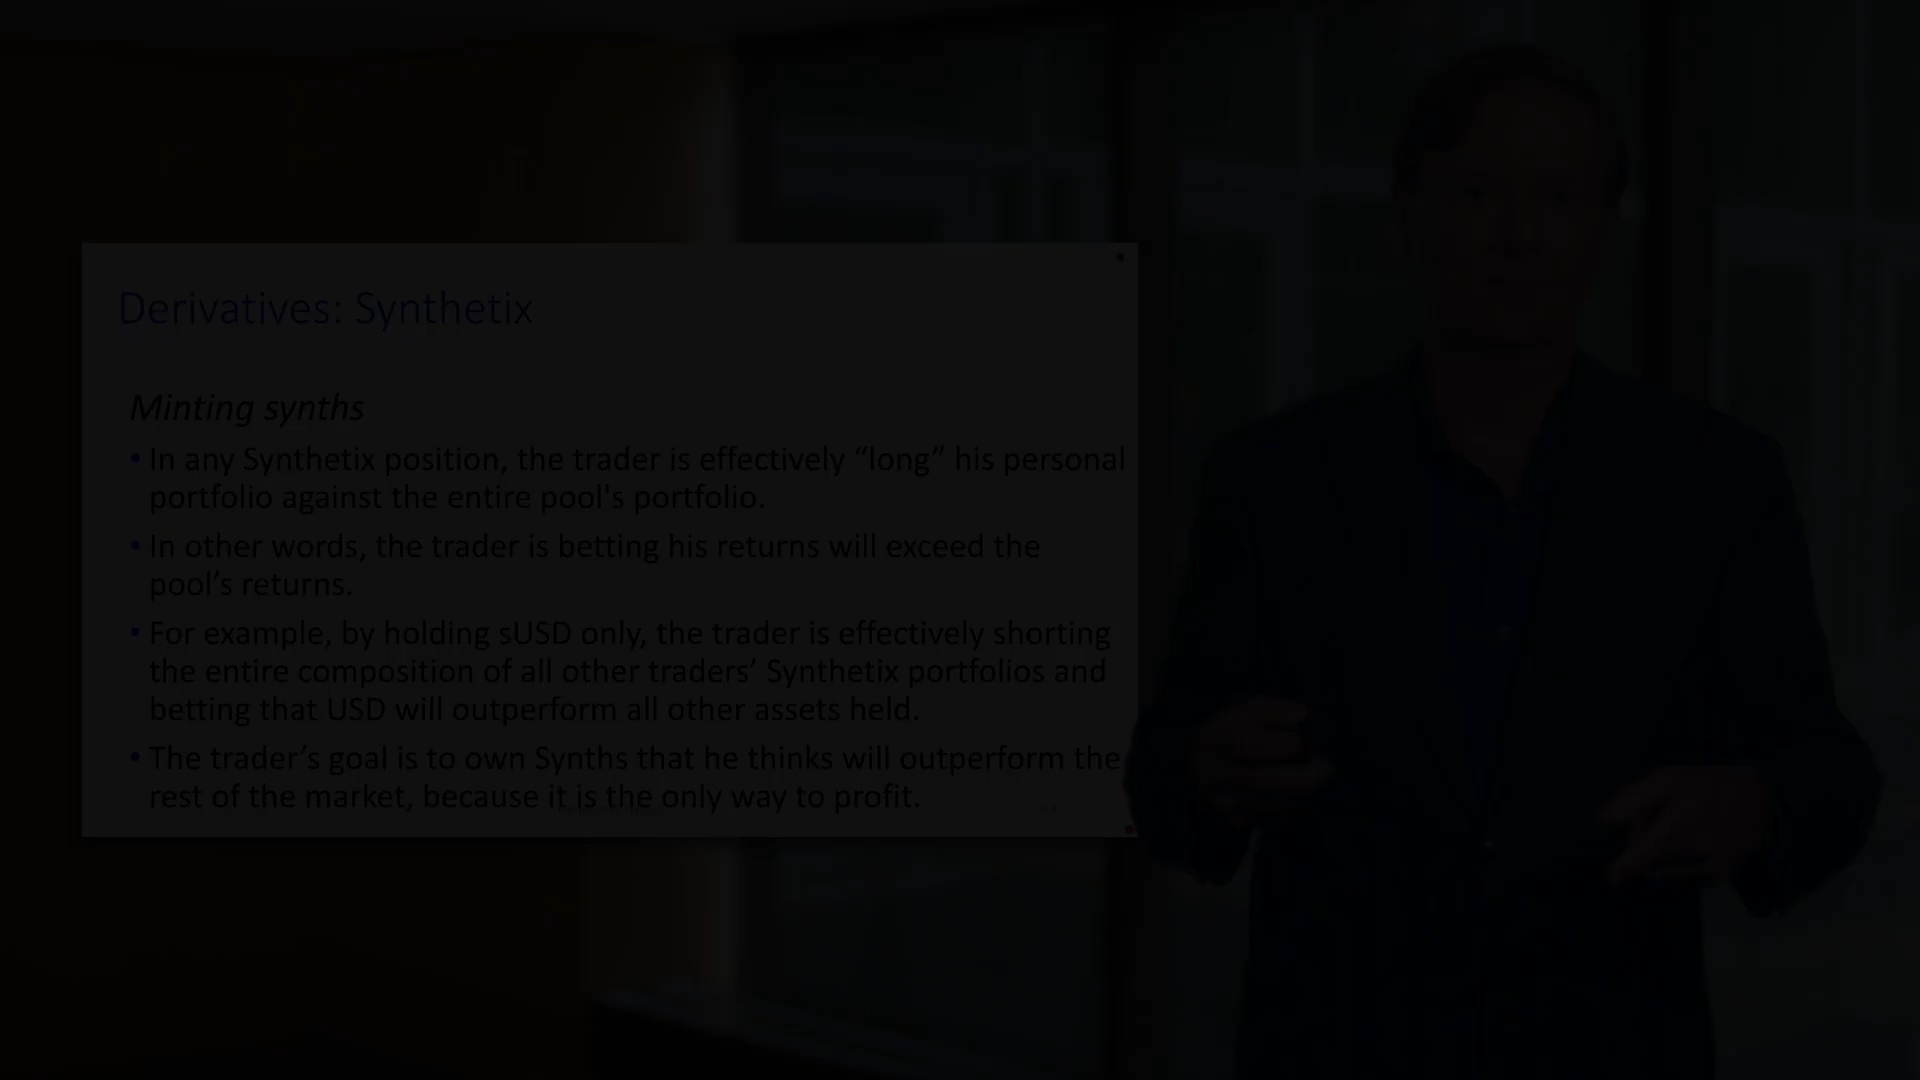 Derivatives: Synthetix
Minting synths
• In any Synthetix position, the trader is effectively “long” his personal
portfolio against the entire pool's portfolio.
• In other words, the trader is betting his returns will exceed the
pool’s returns.
• For example, by holding sUSD only, the trader is effectively shorting
the entire composition of all other traders’ Synthetix portfolios and
betting that USD will outperform all other assets held.
• The trader’s goal is to own Synths that he thinks will outperform the
rest of the market, because it is the only way to profit.